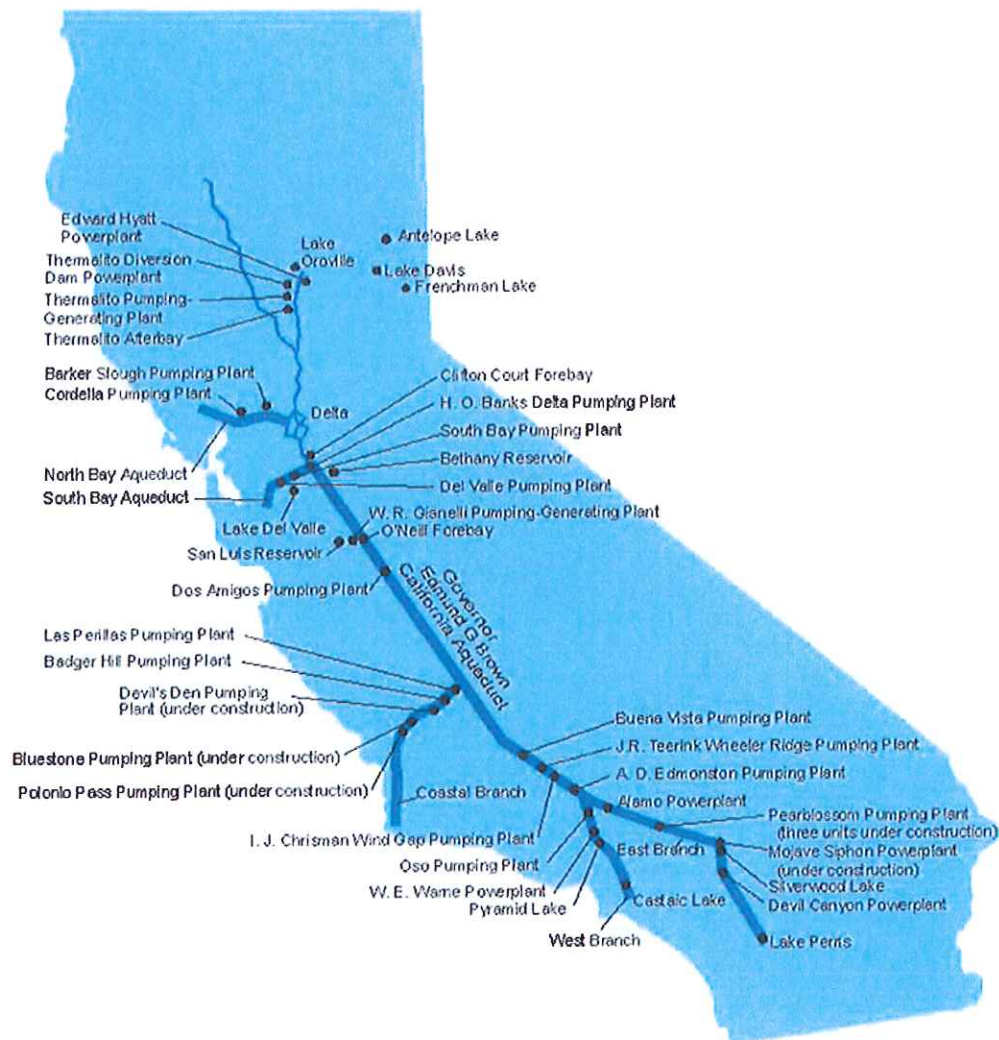 Edward Hyatt
Powerplant
Lake
Oroville
Antelope Lake
Thermalito Diversion
Dam Powerplant
Lake Davis
Frenchman Lake
Thermalito Pumping-
Generating Plant
Thermalito Afterbay
Barker Slough Pumping Plant
Cordelia Pumping Plant
Clifton Court Forebay
H. O. Banks Delta Pumping Plant
Delta
South Bay Pumping Plant
North Bay Aqueduct
Bethany Reservoir
South Bay Aqueduct
Del Valle Pumping Plant
Lake Del Valle
W. R. Gianelli Pumping-Generating Plant
San Luis Reservoir
O'Neill Forebay
Dos Amigos Pumping Plant
Governor
Edmund G Brown
California Aqueduct
Las Perillas Pumping Plant
Badger Hill Pumping Plant
Devil's Den Pumping
Plant (under construction)
Bluestone Pumping Plant (under construction)
Polonio Pass Pumping Plant (under construction)
Coastal Branch
Buena Vista Pumping Plant
J.R. Teerink Wheeler Ridge Pumping Plant
A. D. Edmonston Pumping Plant
Alamo Powerplant
Pearblossom Pumping Plant
(three units under construction)
I. J. Chrisman Wind Gap Pumping Plant
Oso Pumping Plant
East Branch
Mojave Siphon Powerplant
(under construction)
W. E. Warne Powerplant
Silverwood Lake
Pyramid Lake
Castaic Lake
Devil Canyon Powerplant
West Branch
Lake Perris